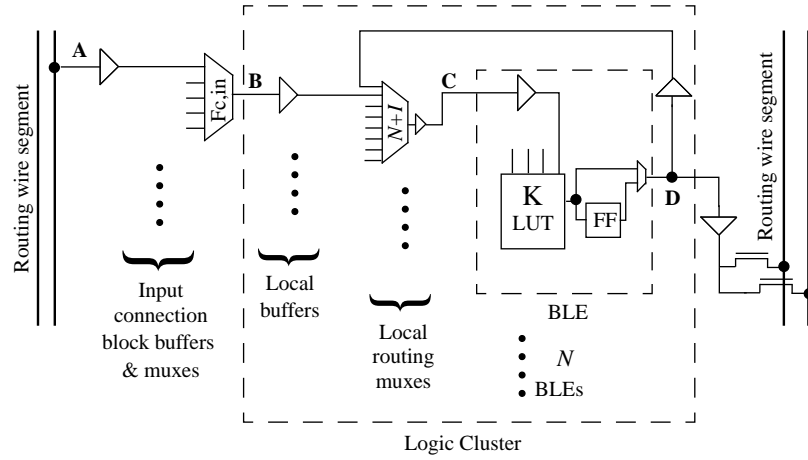 Routing wire segment
A
Fc,in
B
N+I
C
K
LUT
FF
D
Routing wire segment
Input
connection
block buffers
& muxes
Local
buffers
Local
routing
muxes
BLE
N
BLEs
Logic Cluster